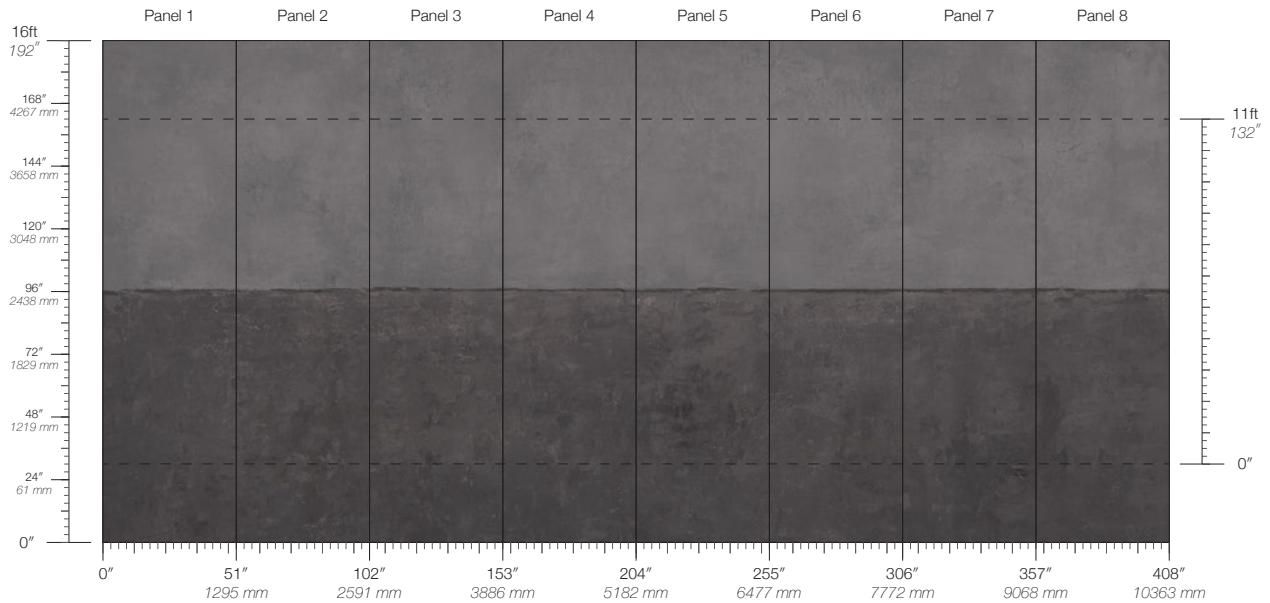 Panel 1 Panel 2 Panel 3 Panel 4 Panel 5 Panel 6 Panel 7 Panel 8
16ft
192″
168″
4267 mm
11ft
132″
144″
3658 mm
120″
3048 mm
96″
2438 mm
72″
1829 mm
48″
1219 mm
0″
24″
61 mm
0″
0″ 51″ 102″ 153″ 204″ 255″ 306″ 357″ 408″
1295 mm 2591 mm 3886 mm 5182 mm 6477 mm 7772 mm 9068 mm 10363 mm